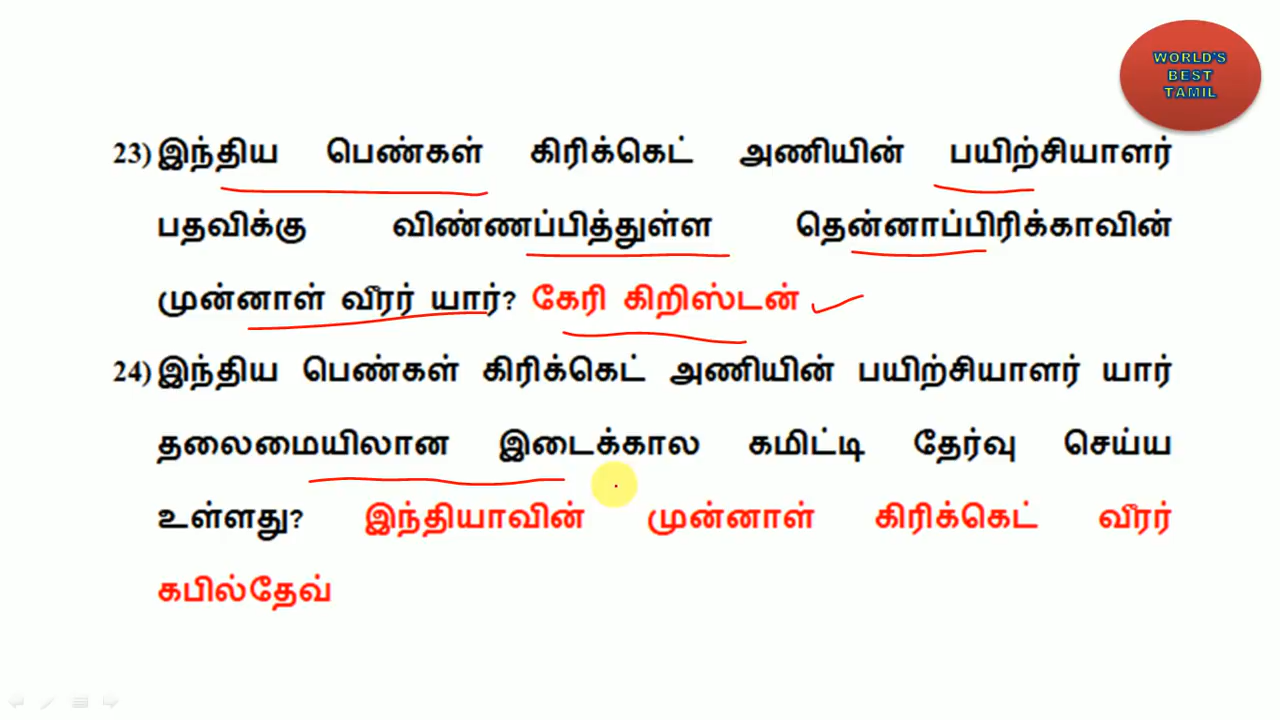 WORLD'S
BEST
TAMIL
23) இந்திய பெண்கள் கிரிக்கெட் அணியின் பயிற்சியாளர்
பதவிக்கு விண்ணப்பித்துள்ள தென்னாப்பிரிக்காவின்
முன்னாள் வீரர் யார்? கேரி கிறிஸ்டன்
24) இந்திய பெண்கள் கிரிக்கெட் அணியின் பயிற்சியாளர் யார்
தலைமையிலான இடைக்கால கமிட்டி தேர்வு செய்ய
உள்ளது? இந்தியாவின் முன்னாள் கிரிக்கெட் வீரர்
கபில்தேவ்